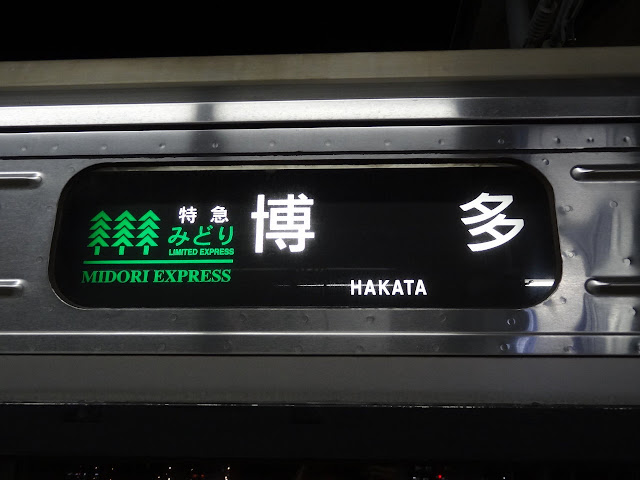 特急
みどり
LIMITED EXPRESS
MIDORI EXPRESS
博多
HAKATA